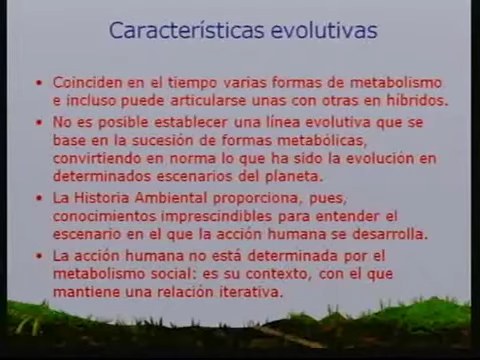 Características evolutivas
• Coinciden en el tiempo varias formas de metabolismo
e incluso puede articularse unas con otras en híbridos.
• No es posible establecer una línea evolutiva que se
base en la sucesión de formas metabólicas,
convirtiendo en norma lo que ha sido la evolución en
determinados escenarios del planeta.
• La Historia Ambiental proporciona, pues,
conocimientos imprescindibles para entender el
escenario en el que la acción humana se desarrolla.
• La acción humana no está determinada por el
metabolismo social: es su contexto, con el que
mantiene una relación iterativa.